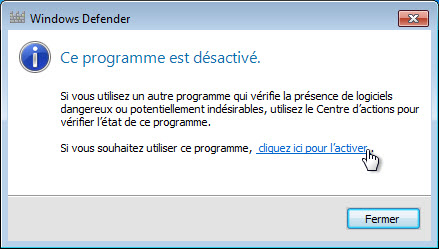 Windows Defender
Ce programme est désactivé.
Si vous utilisez un autre programme qui vérifie la présence de logiciels
dangereux ou potentiellement indésirables, utilisez le Centre d'actions pour
vérifier l'état de ce programme.
Si vous souhaitez utiliser ce programme, cliquez ici pour l'activer.
Fermer